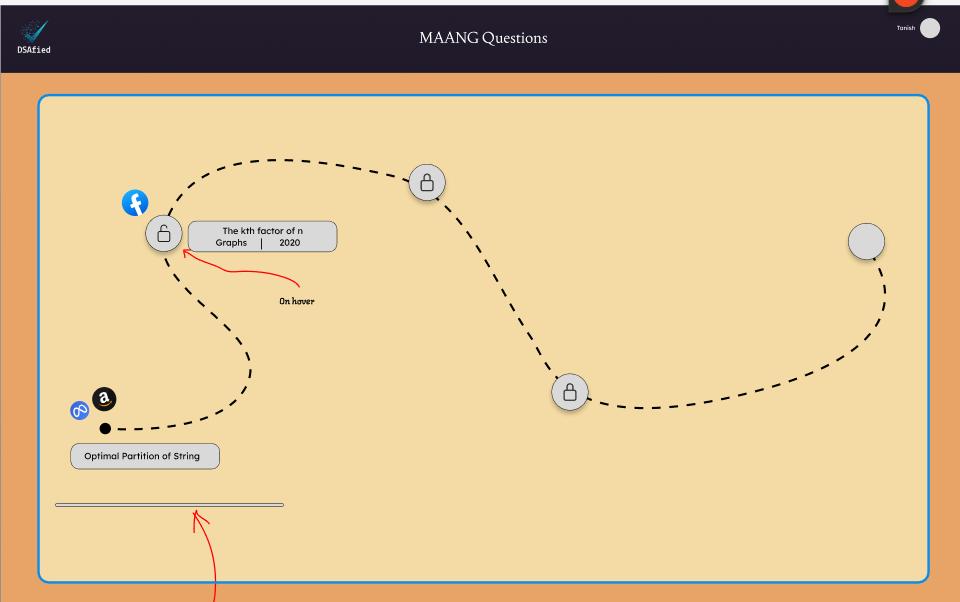 DSAfied
MAANG Questions
Tanish
The kth factor of n
Graphs | 2020
On hover
Optimal Partition of String